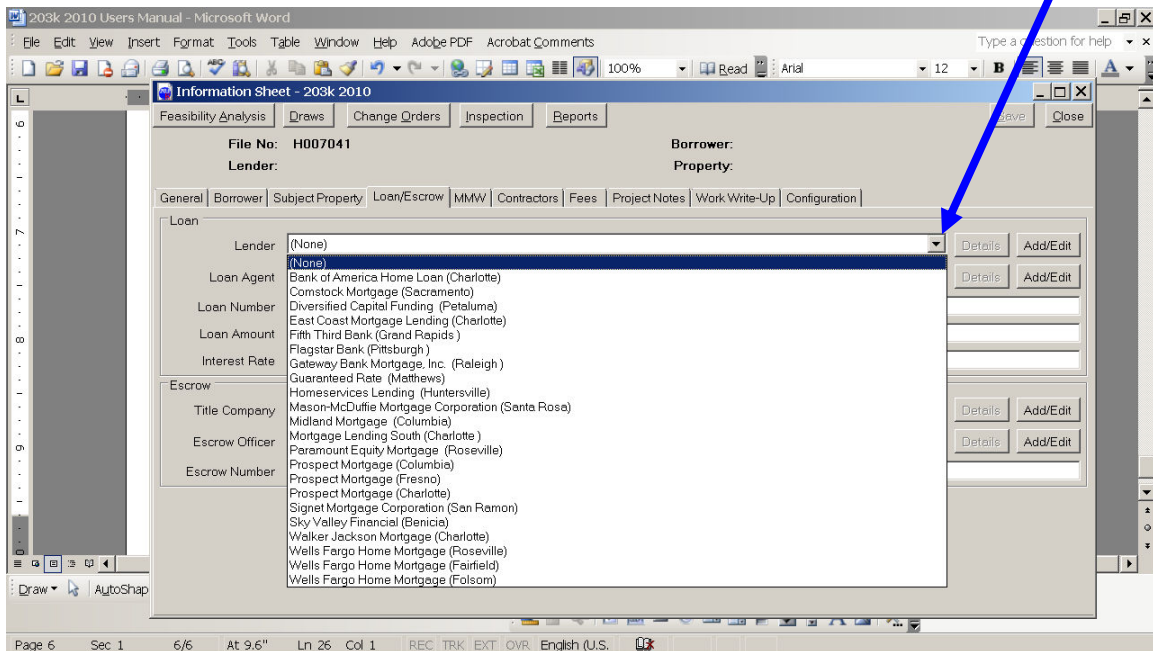 203k 2010 Users Manual - Microsoft Word
File Edit View Insert Format Tools Table Window Help Adobe PDF Acrobat Comments Type a question for help
100% Read Arial 12 B A
Information Sheet - 203k 2010
Feasibility Analysis Draws Change Orders Inspection Reports Save Close
File No: H007041 Borrower:
Lender: Property:
General Borrower Subject Property Loan/Escrow MMW Contractors Fees Project Notes Work Write-Up Configuration
Loan
Lender (None) Details Add/Edit
(None)
Loan Agent Bank of America Home Loan (Charlotte) Details Add/Edit
Comstock Mortgage (Sacramento)
Loan Number Diversified Capital Funding (Petaluma)
East Coast Mortgage Lending (Charlotte)
Loan Amount Fifth Third Bank (Grand Rapids )
Flagstar Bank (Pittsburgh )
Interest Rate Gateway Bank Mortgage, Inc. (Raleigh )
Guaranteed Rate (Matthews)
Escrow
Homeservices Lending (Huntersville)
Title Company Mason-McDuffie Mortgage Corporation (Santa Rosa) Details Add/Edit
Midland Mortgage (Columbia)
Escrow Officer Mortgage Lending South (Charlotte ) Details Add/Edit
Paramount Equity Mortgage (Roseville)
Escrow Number Prospect Mortgage (Columbia)
Prospect Mortgage (Fresno)
Prospect Mortgage (Charlotte)
Signet Mortgage Corporation (San Ramon)
Sky Valley Financial (Benicia)
Walker Jackson Mortgage (Charlotte)
Wells Fargo Home Mortgage (Roseville)
Wells Fargo Home Mortgage (Fairfield)
Wells Fargo Home Mortgage (Folsom)
Draw AutoShap
Page 6 Sec 1 6/6 At 9.6" Ln 26 Col 1 REC TRK EXT OVR English (U.S.